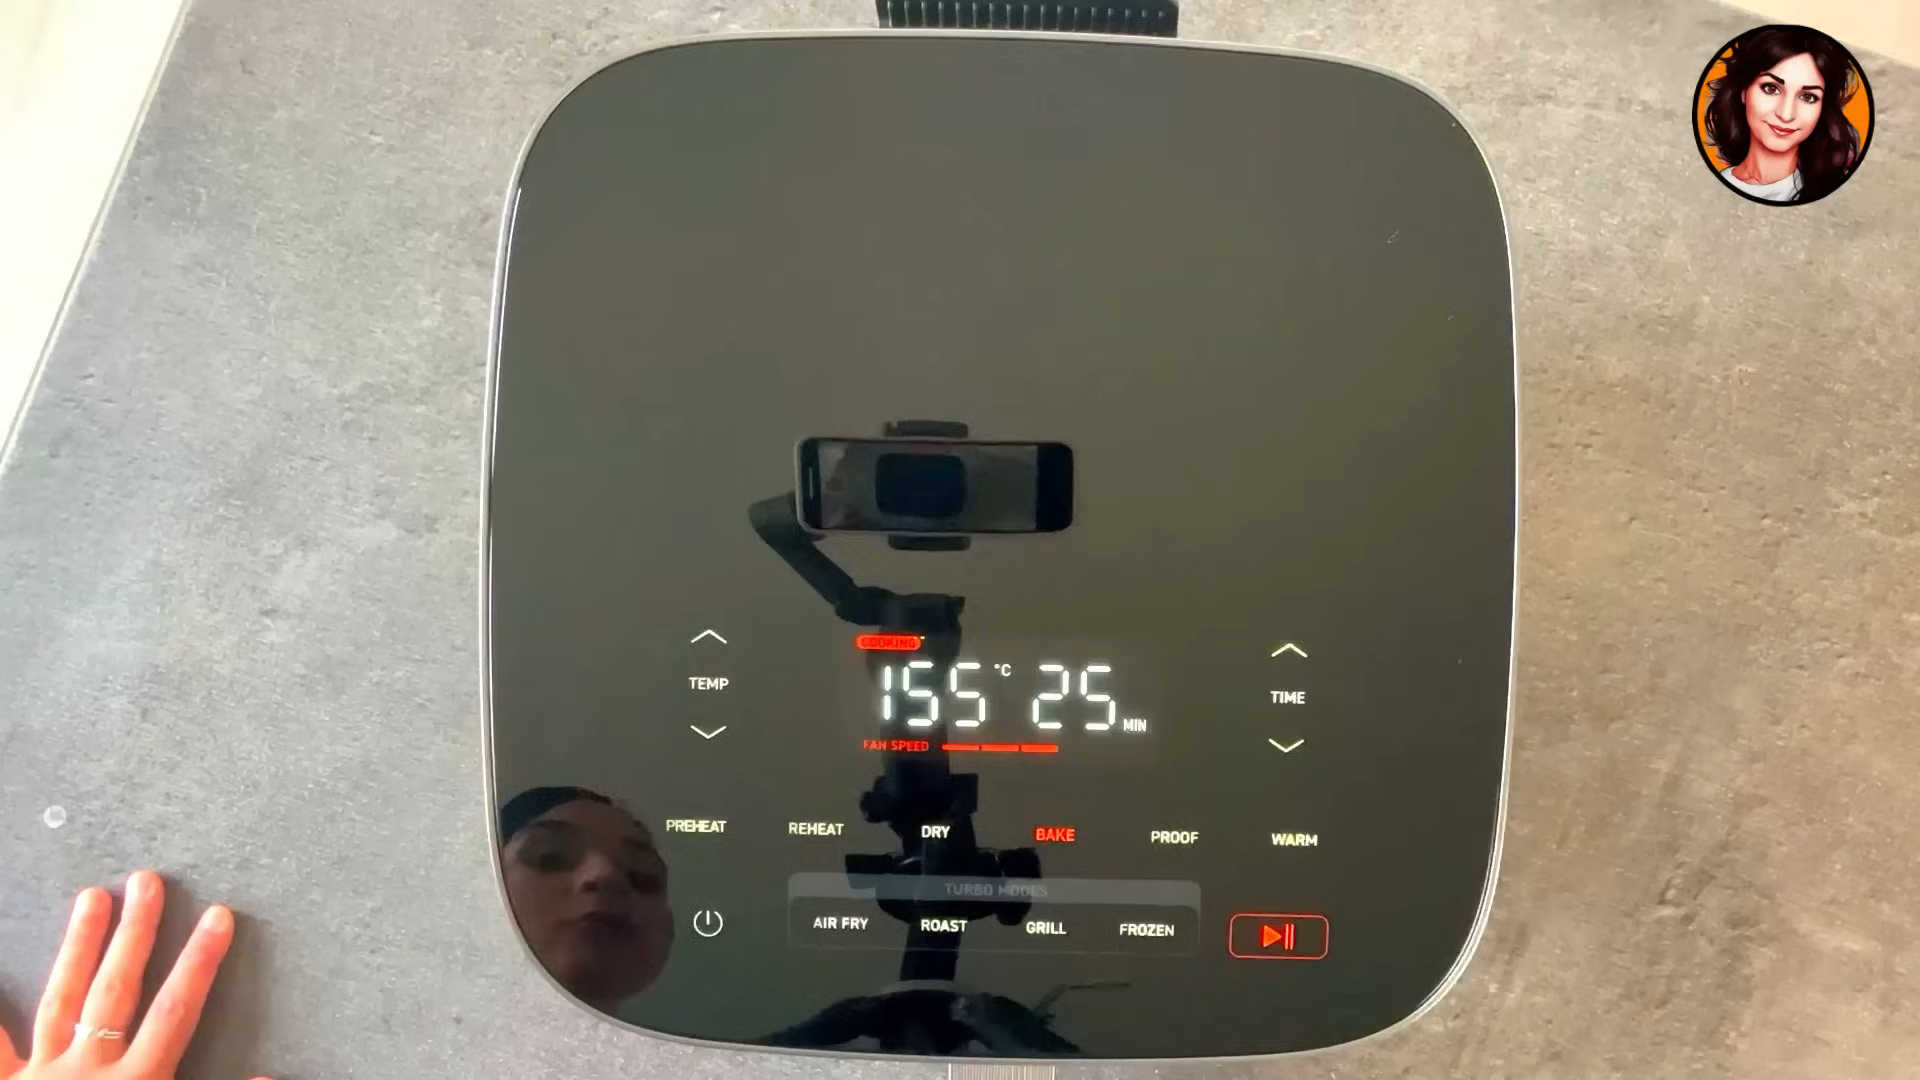 COOKING
TEMP
155 °C 25 MIN
TIME
FAN SPEED
PREHEAT REHEAT DRY BAKE PROOF WARM
TURBO MODES
AIR FRY ROAST GRILL FROZEN